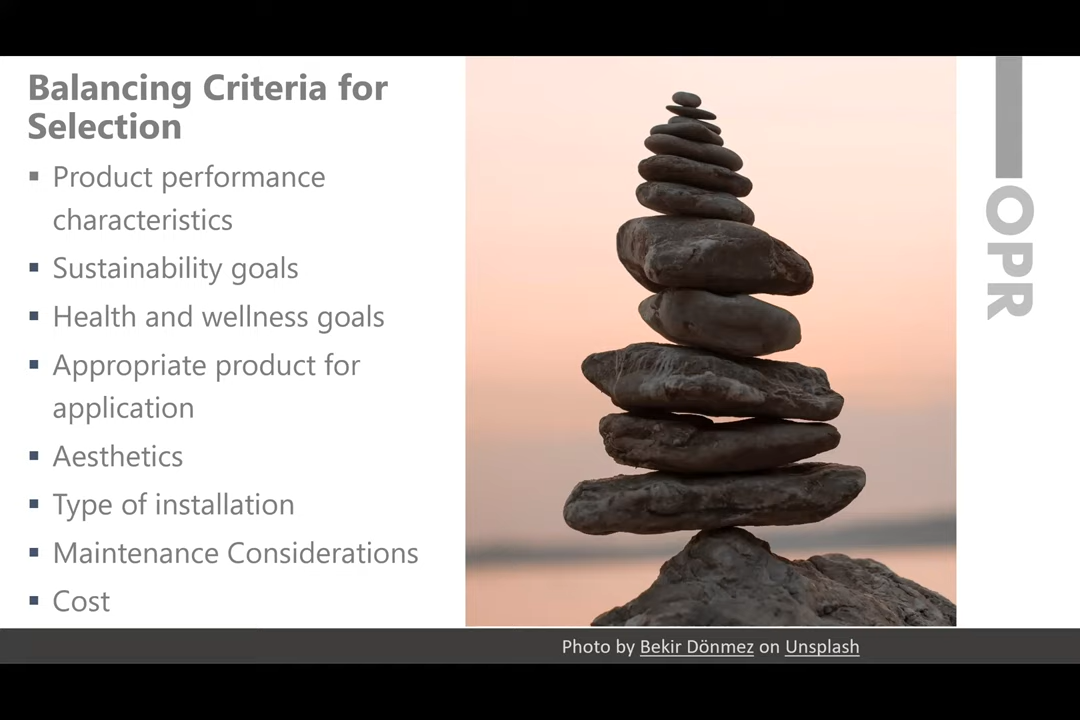 Balancing Criteria for
Selection
▪ Product performance
characteristics
▪ Sustainability goals
▪ Health and wellness goals
▪ Appropriate product for
application
▪ Aesthetics
▪ Type of installation
▪ Maintenance Considerations
▪ Cost
OPR
Photo by Bekir Dönmez on Unsplash